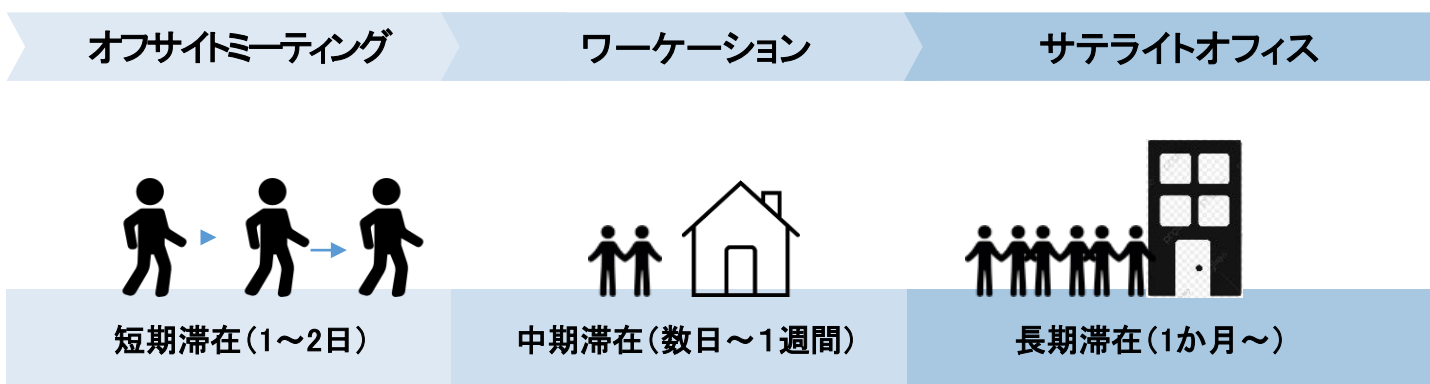 オフサイトミーティング
ワーケーション
サテライトオフィス
短期滞在(1～2日)
中期滞在(数日～１週間)
長期滞在(1か月～)